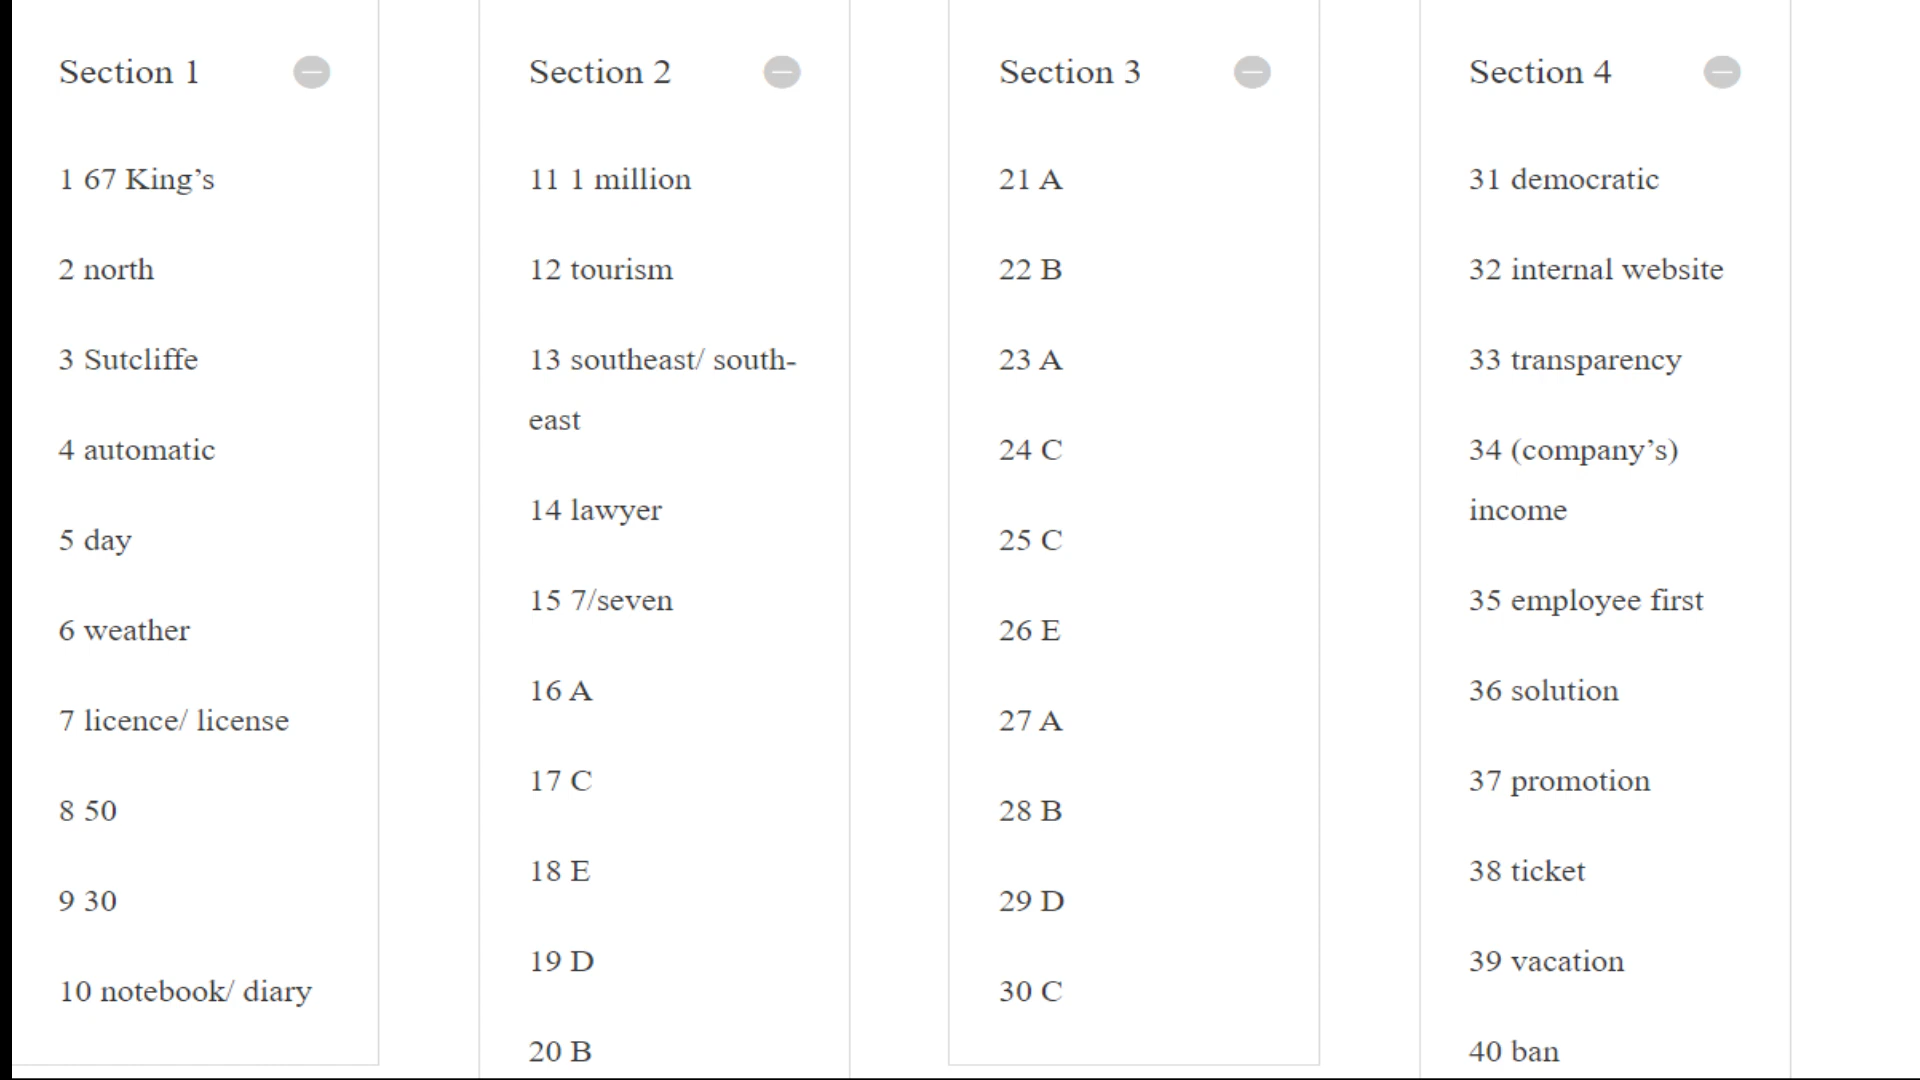 Section 1
1 67 King’s
2 north
3 Sutcliffe
4 automatic
5 day
6 weather
7 licence/ license
8 50
9 30
10 notebook/ diary
Section 2
11 1 million
12 tourism
13 southeast/ south-
east
14 lawyer
15 7/seven
16 A
17 C
18 E
19 D
20 B
Section 3
21 A
22 B
23 A
24 C
25 C
26 E
27 A
28 B
29 D
30 C
Section 4
31 democratic
32 internal website
33 transparency
34 (company’s)
income
35 employee first
36 solution
37 promotion
38 ticket
39 vacation
40 ban